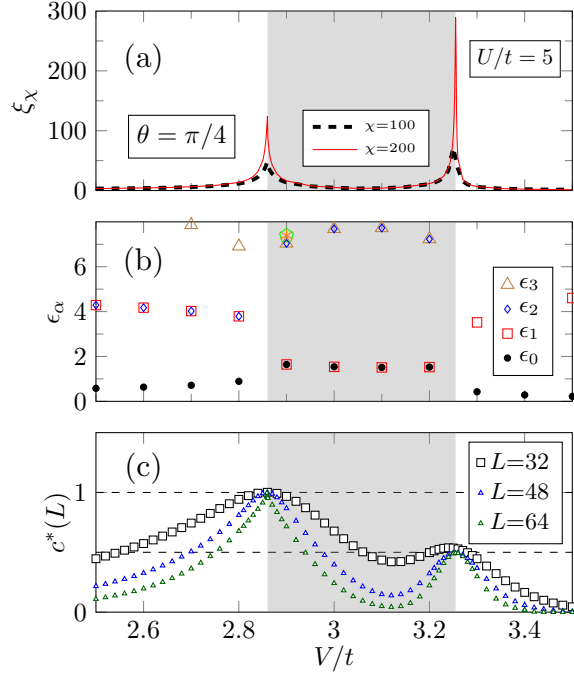 300
200
100
0
ξχ
(a)
U/t = 5
θ = π/4
χ=100
χ=200
6
4
2
0
ϵα
(b)
ϵ3
ϵ2
ϵ1
ϵ0
1
0
c*(L)
(c)
L=32
L=48
L=64
2.6
2.8
3
3.2
3.4
V/t